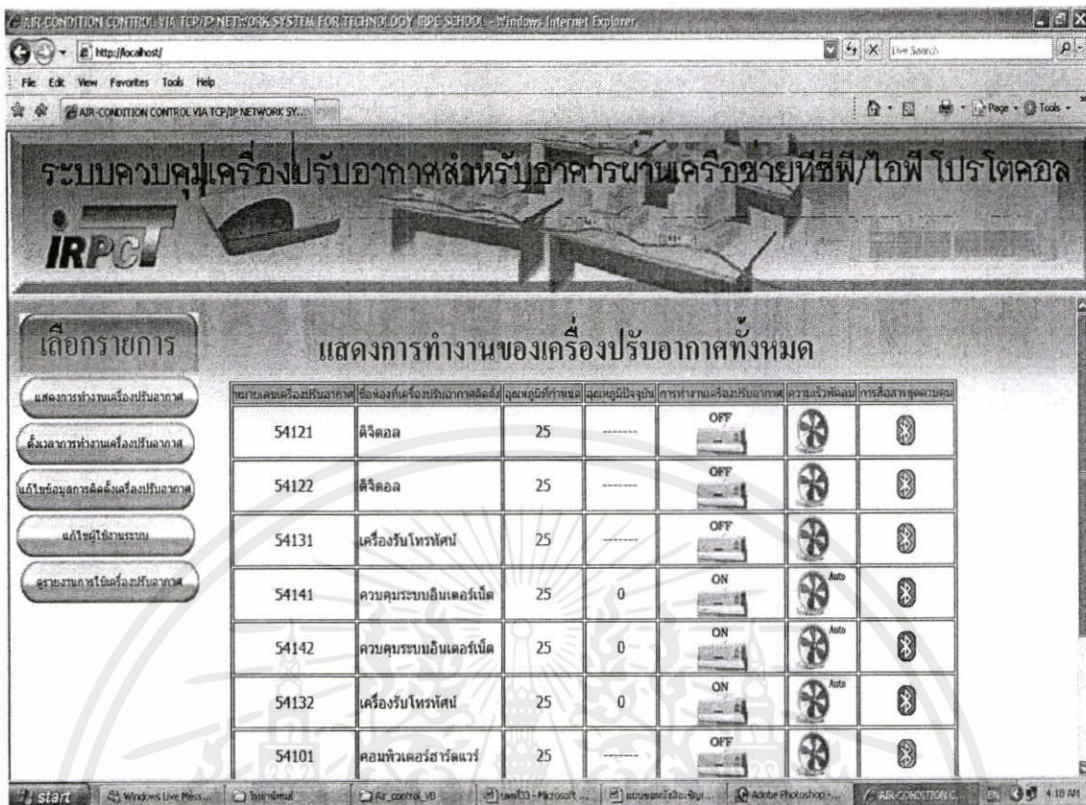 AIR-CONDITION CONTROL VIA TCP/IP NETWORK SYSTEM FOR TECHNOLOGY IRPC SCHOOL - Windows Internet Explorer
http://localhost/
Live Search
File Edit View Favorites Tools Help
AIR-CONDITION CONTROL VIA TCP/IP NETWORK SY...
Page Tools
ระบบควบคุมเครื่องปรับอากาศสำหรับอาคารผ่านเครือข่ายทีซีพี/ไอพี โปรโตคอล
IRPCT
เลือกรายการ
แสดงการทำงานเครื่องปรับอากาศ
ตั้งเวลาการทำงานเครื่องปรับอากาศ
แก้ไขข้อมูลการติดตั้งเครื่องปรับอากาศ
แก้ไขผู้ใช้งานระบบ
ดูรายงานการใช้เครื่องปรับอากาศ
แสดงการทำงานของเครื่องปรับอากาศทั้งหมด
หมายเลขเครื่องปรับอากาศ ชื่อห้องที่เครื่องปรับอากาศติดตั้ง อุณหภูมิที่กำหนด อุณหภูมิปัจจุบัน การทำงานเครื่องปรับอากาศ ความเร็วพัดลม การสื่อสารชุดควบคุม
54121 ดิจิตอล 25 ------- OFF
54122 ดิจิตอล 25 ------- OFF
54131 เครื่องรับโทรทัศน์ 25 ------- OFF
54141 ควบคุมระบบอินเตอร์เน็ต 25 0 ON Auto
54142 ควบคุมระบบอินเตอร์เน็ต 25 0 ON Auto
54132 เครื่องรับโทรทัศน์ 25 0 ON Auto
54101 คอมพิวเตอร์ฮาร์ดแวร์ 25 ------- OFF
start Windows Live Mess... Air_control_VB Adobe Photoshop - ... AIR-CONDITION C... EN 4:18 AM